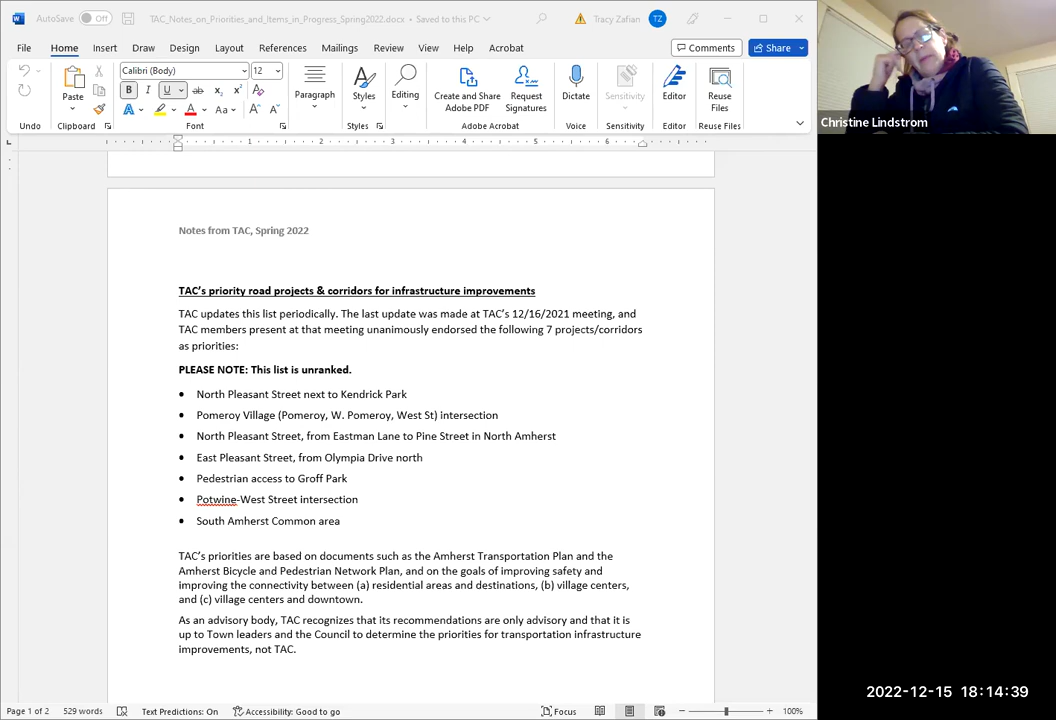 AutoSave Off TAC_Notes_on_Priorities_and_Items_in_Progress_Spring2022.docx • Saved to this PC Tracy Zafian TZ
File Home Insert Draw Design Layout References Mailings Review View Help Acrobat Comments Share
Calibri (Body) 12
Paste Paragraph Styles Editing Create and Share Adobe PDF Request Signatures Dictate Sensitivity Editor Reuse Files
B I U ab x₂ x² A A Aa A A
Undo Clipboard Font Styles Adobe Acrobat Voice Sensitivity Editor Reuse Files
1 2 3 4 5 6
Christine Lindstrom
Notes from TAC, Spring 2022
TAC's priority road projects & corridors for infrastructure improvements
TAC updates this list periodically. The last update was made at TAC's 12/16/2021 meeting, and
TAC members present at that meeting unanimously endorsed the following 7 projects/corridors
as priorities:
PLEASE NOTE: This list is unranked.
• North Pleasant Street next to Kendrick Park
• Pomeroy Village (Pomeroy, W. Pomeroy, West St) intersection
• North Pleasant Street, from Eastman Lane to Pine Street in North Amherst
• East Pleasant Street, from Olympia Drive north
• Pedestrian access to Groff Park
• Potwine-West Street intersection
• South Amherst Common area
TAC's priorities are based on documents such as the Amherst Transportation Plan and the
Amherst Bicycle and Pedestrian Network Plan, and on the goals of improving safety and
improving the connectivity between (a) residential areas and destinations, (b) village centers,
and (c) village centers and downtown.
As an advisory body, TAC recognizes that its recommendations are only advisory and that it is
up to Town leaders and the Council to determine the priorities for transportation infrastructure
improvements, not TAC.
2022-12-15 18:14:39
Page 1 of 2 529 words Text Predictions: On Accessibility: Good to go Focus 100%